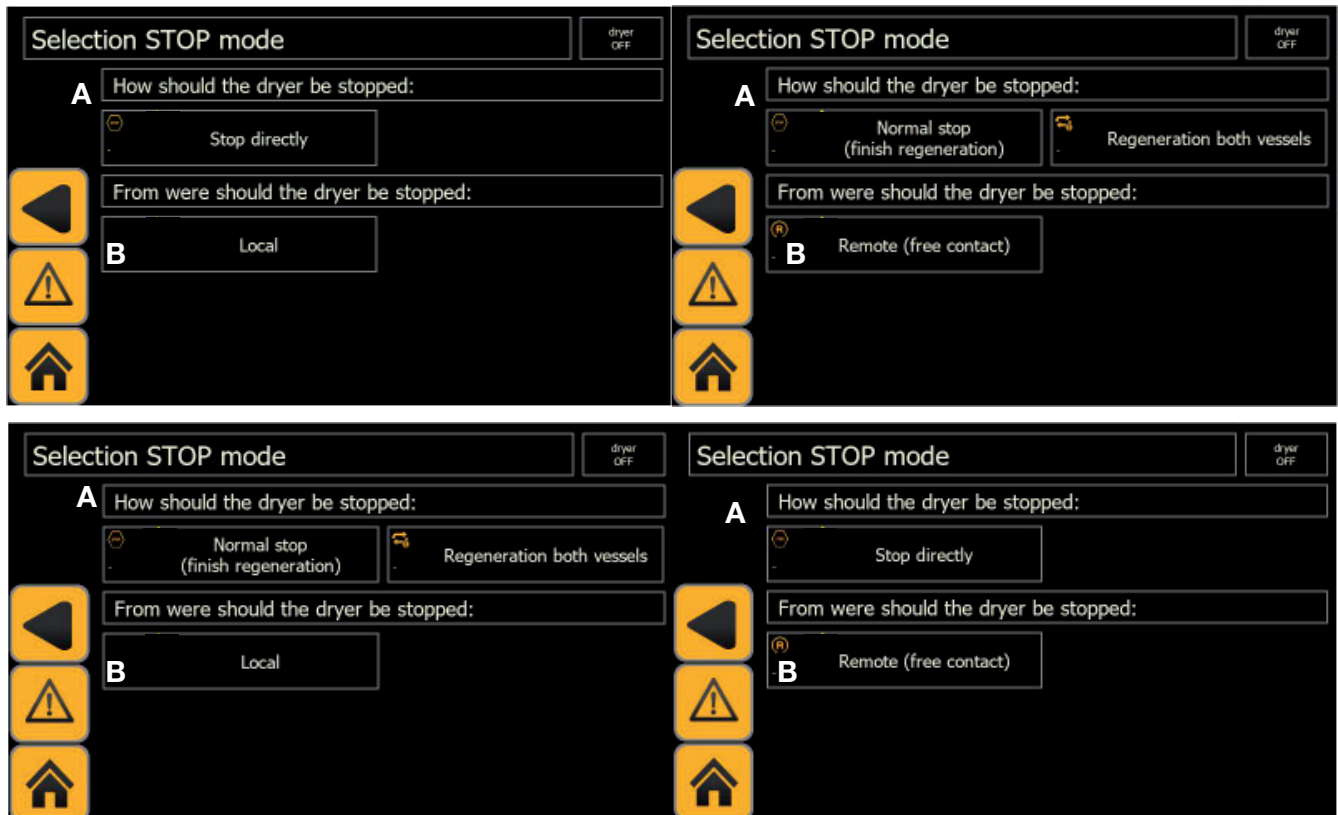 Selection STOP mode
dryer
OFF
A
How should the dryer be stopped:
Stop directly
From were should the dryer be stopped:
B
Local
Selection STOP mode
dryer
OFF
A
How should the dryer be stopped:
Normal stop
(finish regeneration)
Regeneration both vessels
From were should the dryer be stopped:
R
B
Remote (free contact)
Selection STOP mode
dryer
OFF
A
How should the dryer be stopped:
Normal stop
(finish regeneration)
Regeneration both vessels
From were should the dryer be stopped:
B
Local
Selection STOP mode
dryer
OFF
A
How should the dryer be stopped:
Stop directly
From were should the dryer be stopped:
R
B
Remote (free contact)